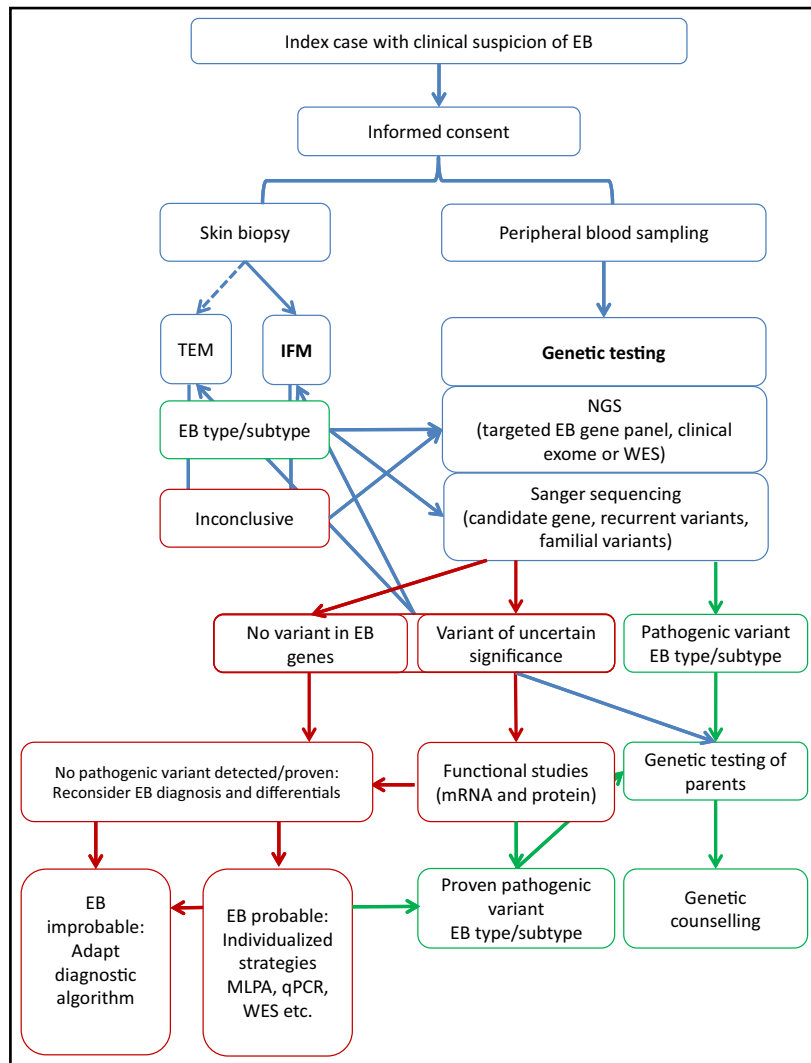 Index case with clinical suspicion of EB
Informed consent
Skin biopsy
Peripheral blood sampling
TEM
IFM
Genetic testing
EB type/subtype
NGS
(targeted EB gene panel, clinical
exome or WES)
Inconclusive
Sanger sequencing
(candidate gene, recurrent variants,
familial variants)
No variant in EB
genes
Variant of uncertain
significance
Pathogenic variant
EB type/subtype
No pathogenic variant detected/proven:
Reconsider EB diagnosis and differentials
Functional studies
(mRNA and protein)
Genetic testing of
parents
EB
improbable:
Adapt
diagnostic
algorithm
EB probable:
Individualized
strategies
MLPA, qPCR,
WES etc.
Proven pathogenic
variant
EB type/subtype
Genetic
counselling